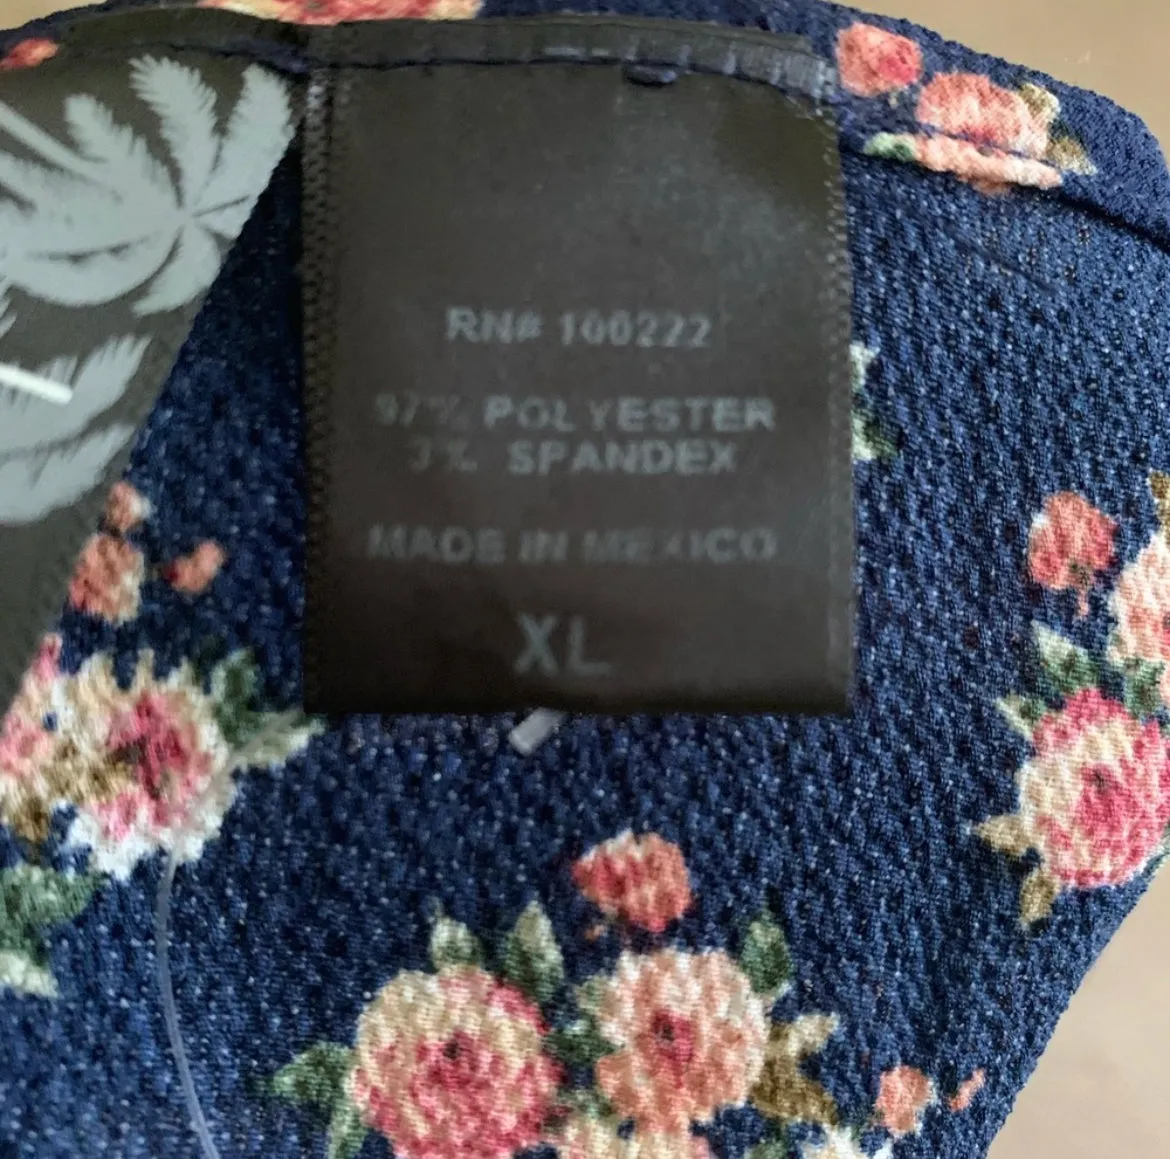 RN# 100222
97% POLYESTER
3% SPANDEX
MADE IN MEXICO
XL